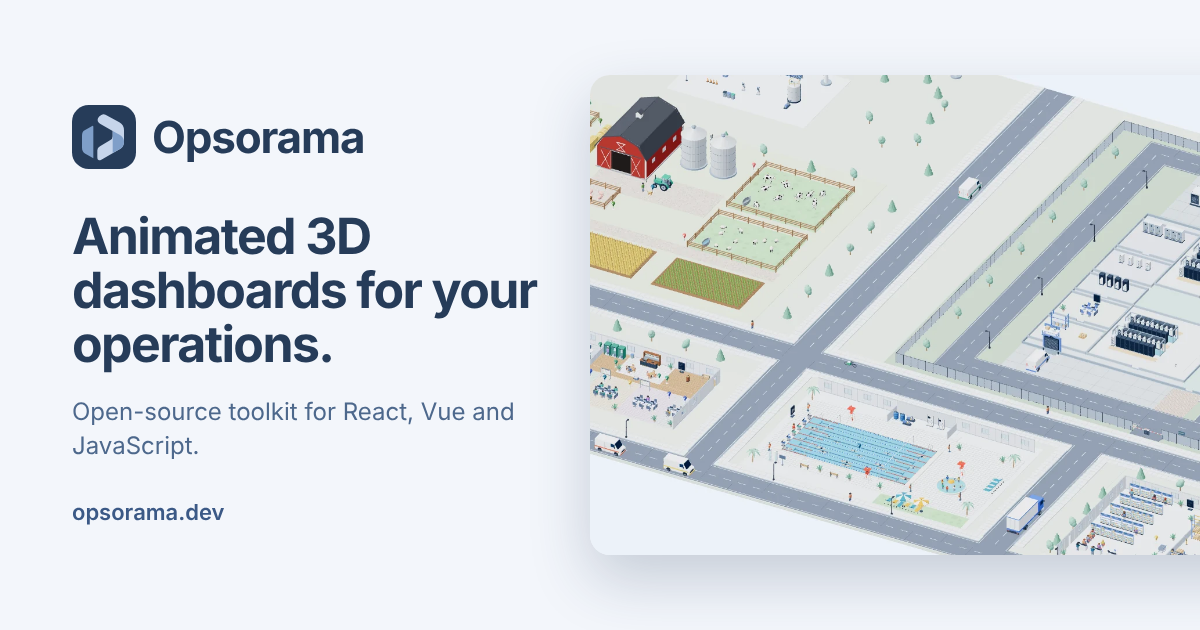 Opsorama
Animated 3D
dashboards for your
operations.
Open-source toolkit for React, Vue and
JavaScript.
opsorama.dev